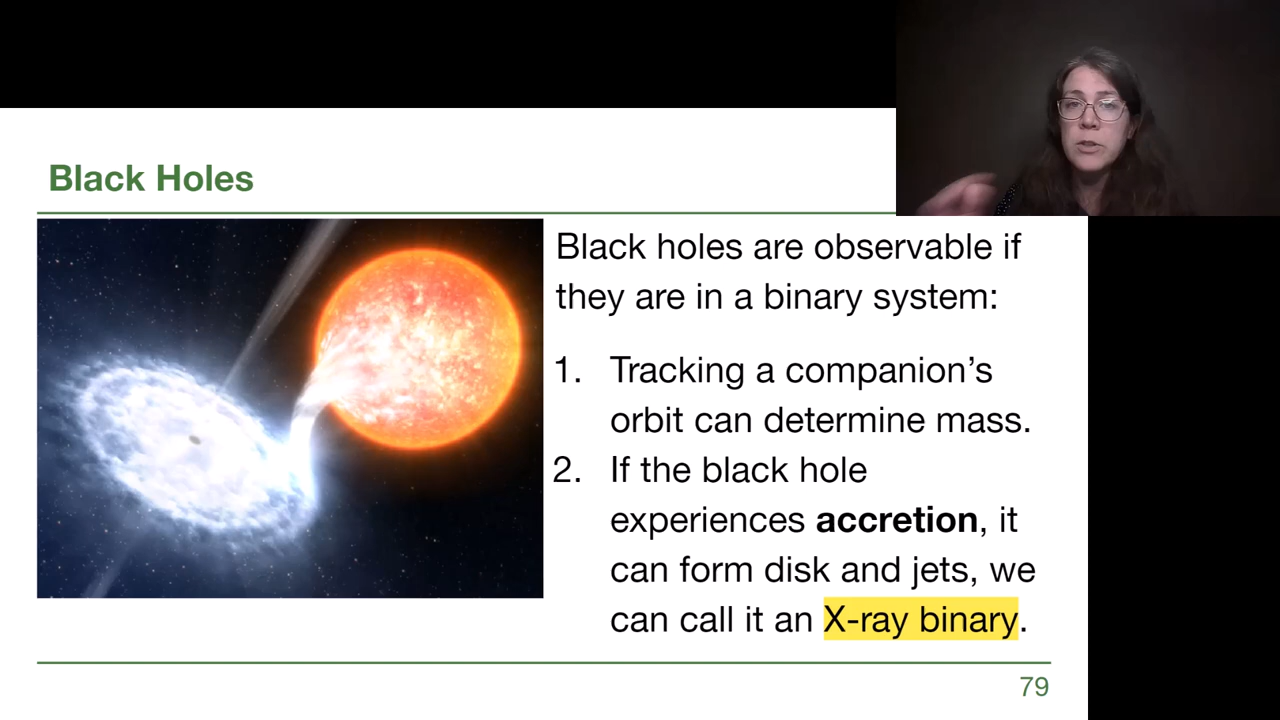 Black Holes
Black holes are observable if
they are in a binary system:
1. Tracking a companion’s
orbit can determine mass.
2. If the black hole
experiences accretion, it
can form disk and jets, we
can call it an X-ray binary.
79